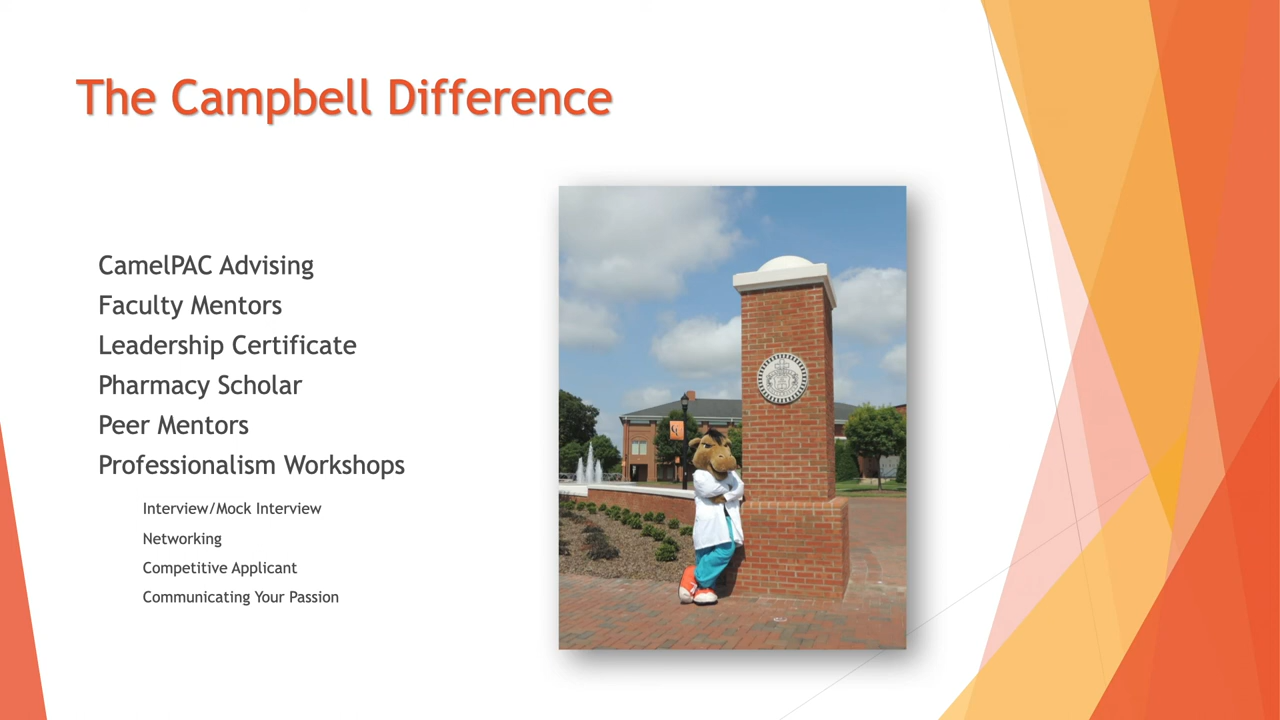 The Campbell Difference
CamelPAC Advising
Faculty Mentors
Leadership Certificate
Pharmacy Scholar
Peer Mentors
Professionalism Workshops
Interview/Mock Interview
Networking
Competitive Applicant
Communicating Your Passion